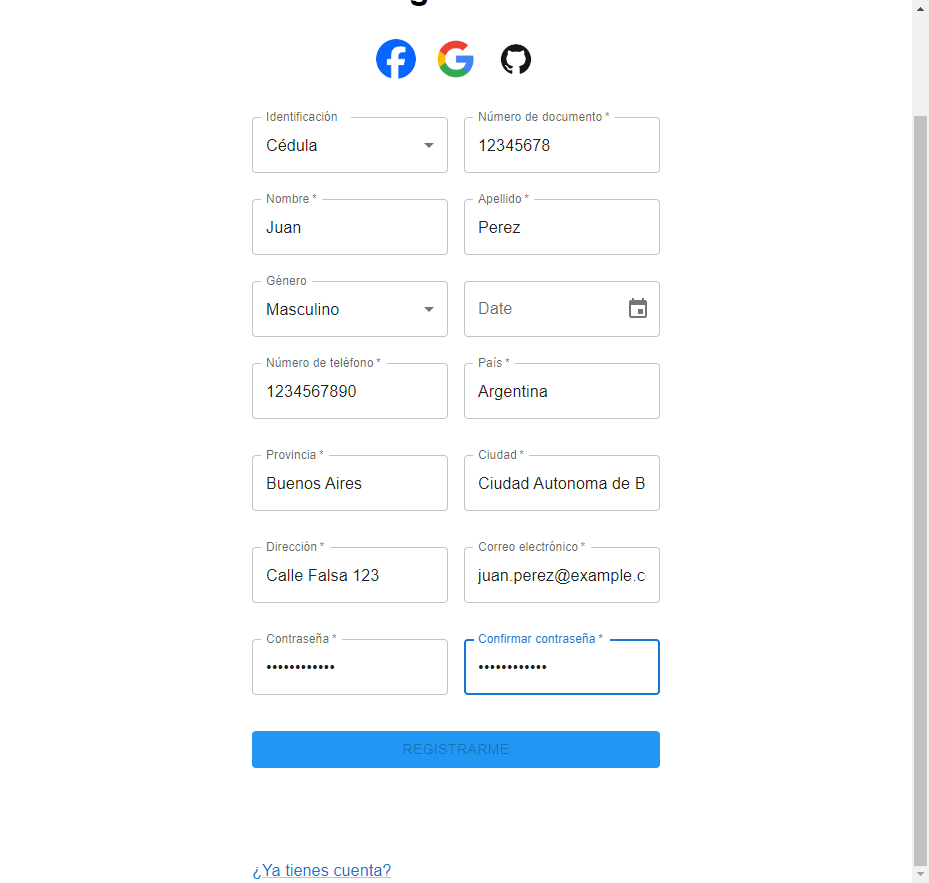 Identificación
Número de documento *
Cédula
12345678
Nombre *
Apellido *
Juan
Perez
Género
Masculino
Date
Número de teléfono *
País *
1234567890
Argentina
Provincia *
Ciudad *
Buenos Aires
Ciudad Autonoma de B
Dirección *
Correo electrónico *
Calle Falsa 123
juan.perez@example.c
Contraseña *
Confirmar contraseña *
••••••••••••
••••••••••••
REGISTRARME
¿Ya tienes cuenta?